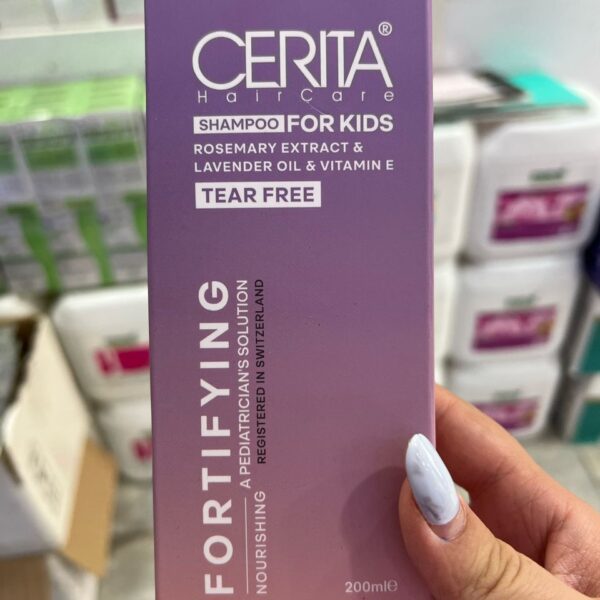 CERITA®
HairCare
SHAMPOO FOR KIDS
ROSEMARY EXTRACT &
LAVENDER OIL & VITAMIN E
TEAR FREE
FORTIFYING
A PEDIATRICIAN'S SOLUTION
REGISTERED IN SWITZERLAND
NOURISHING
200ml℮